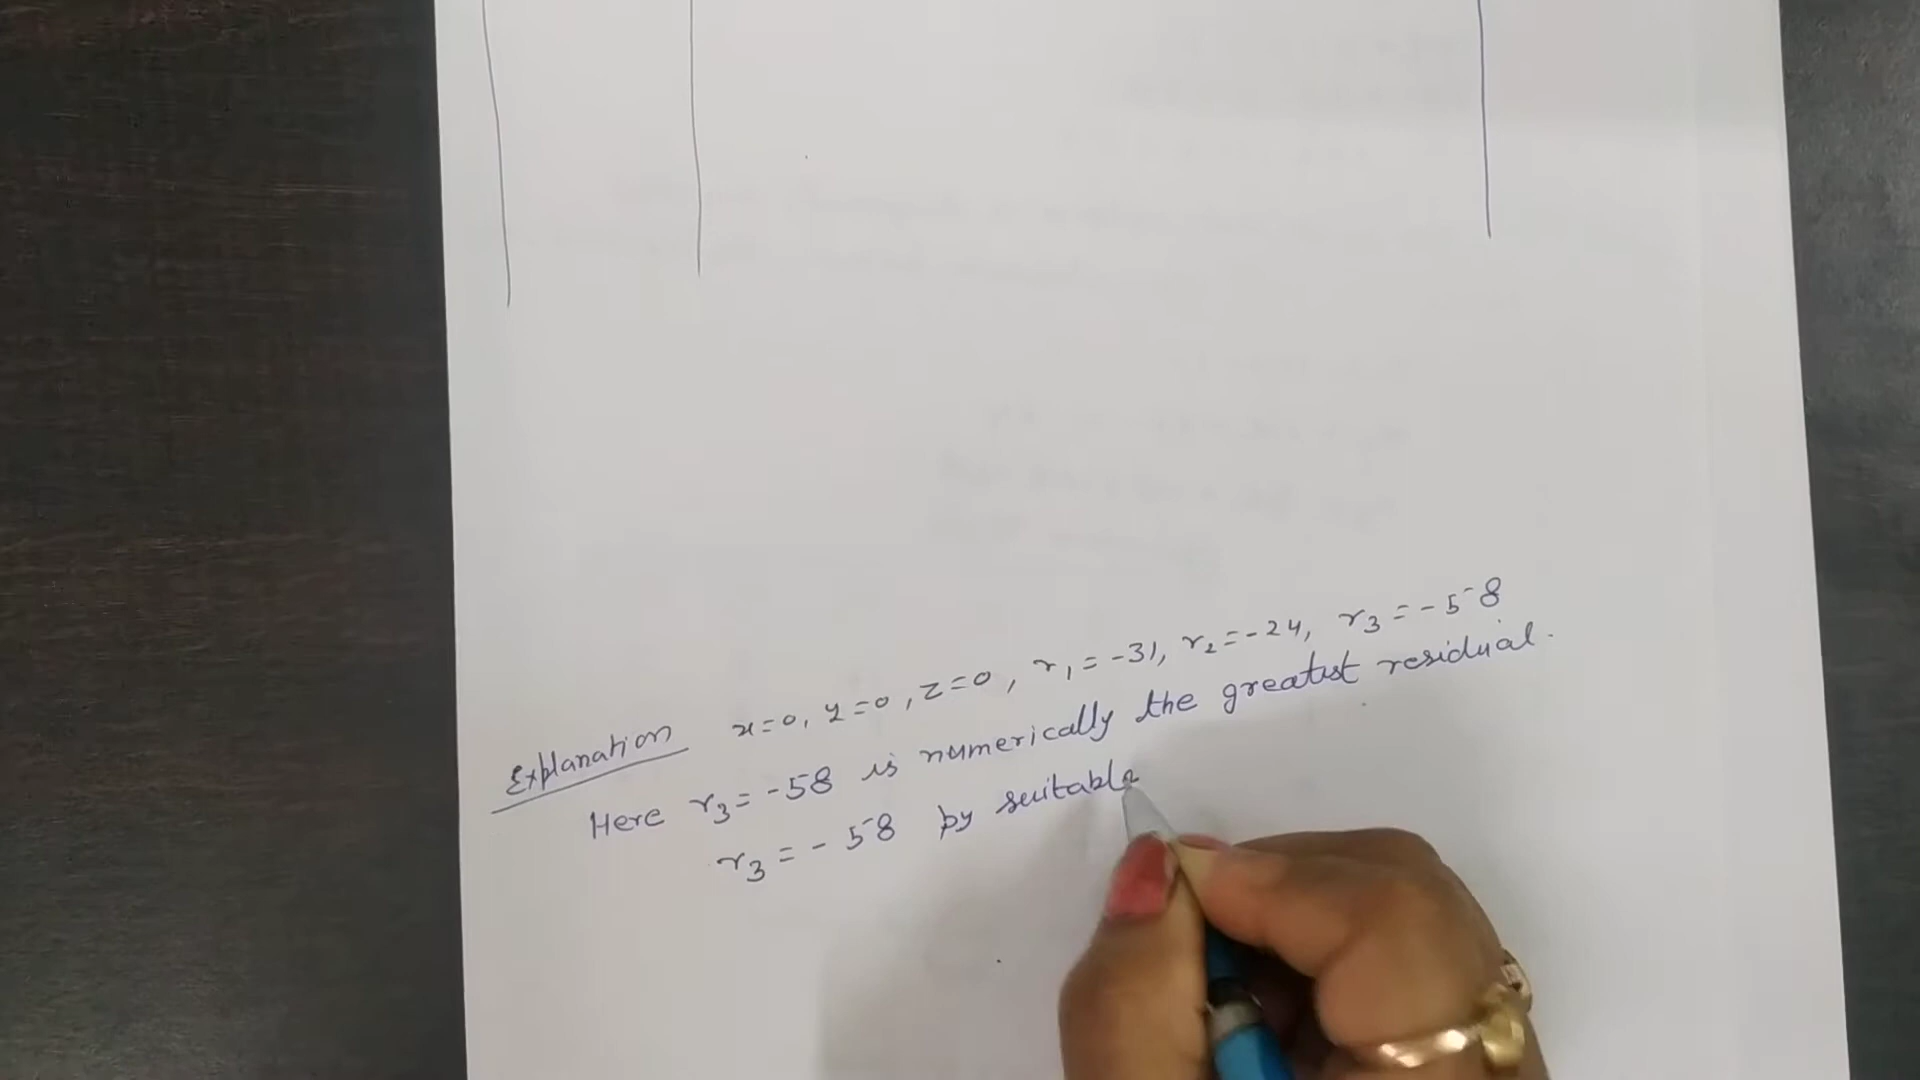 Explanation x=0, y=0, z=0, r₁=-31, r₂=-24, r₃=-58
Here r₃=-58 is numerically the greatest residual.
r₃=-58 by suitable